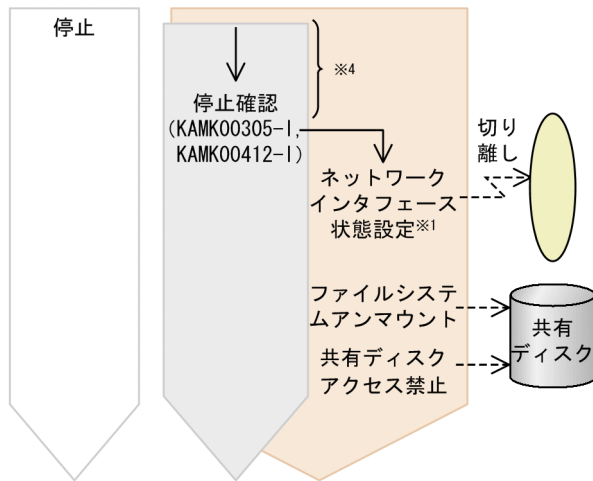 停止
※4
停止確認
(KAMK00305-I,
KAMK00412-I)
切り
離し
ネットワーク
インタフェース
状態設定※1
ファイルシステ
ムアンマウント
共有
ディスク
共有ディスク
アクセス禁止